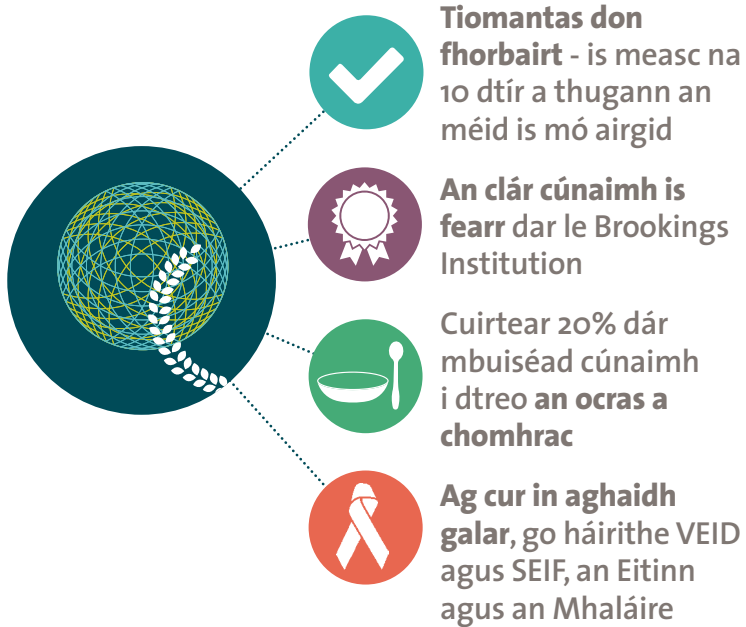 Tiomantas don
fhorbairt - is measc na
10 dtír a thugann an
méid is mó airgid
An clár cúnaimh is
fearr dar le Brookings
Institution
Cuirtear 20% dár
mbuiséad cúnaimh
i dtreo an ocras a
chomhrac
Ag cur in aghaidh
galar, go háirithe VEID
agus SEIF, an Eitinn
agus an Mhaláire